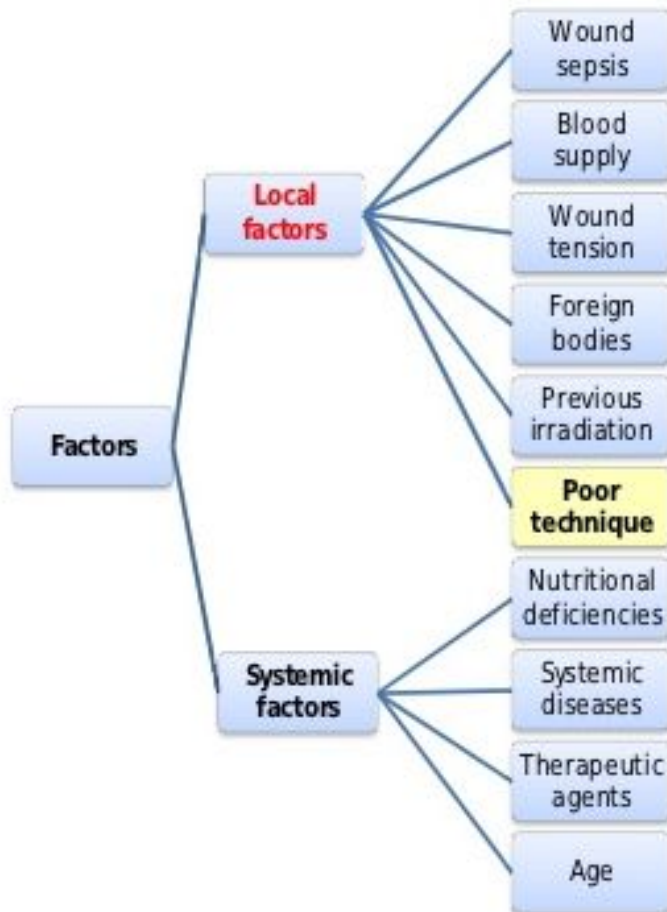 Wound
sepsis
Blood
supply
Local
factors
Wound
tension
Foreign
bodies
Previous
irradiation
Factors
Poor
technique
Nutritional
deficiencies
Systemic
factors
Systemic
diseases
Therapeutic
agents
Age